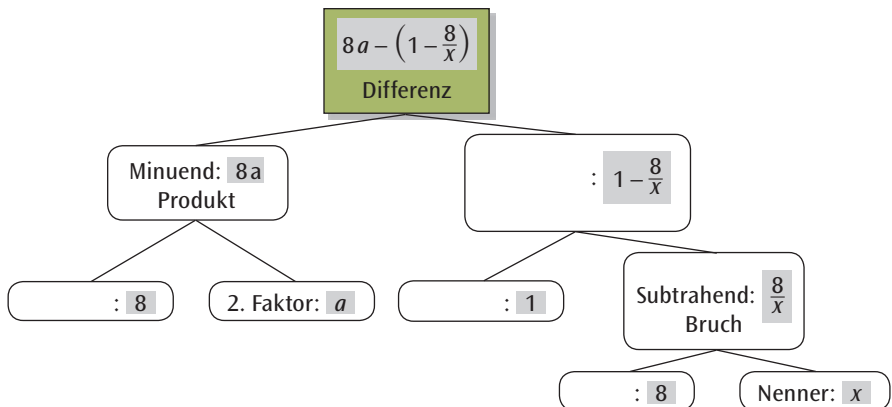 8a – (1 – 8/x)
Differenz
Minuend: 8a
Produkt
: 1 – 8/x
: 8
2. Faktor: a
: 1
Subtrahend: 8/x
Bruch
: 8
Nenner: x